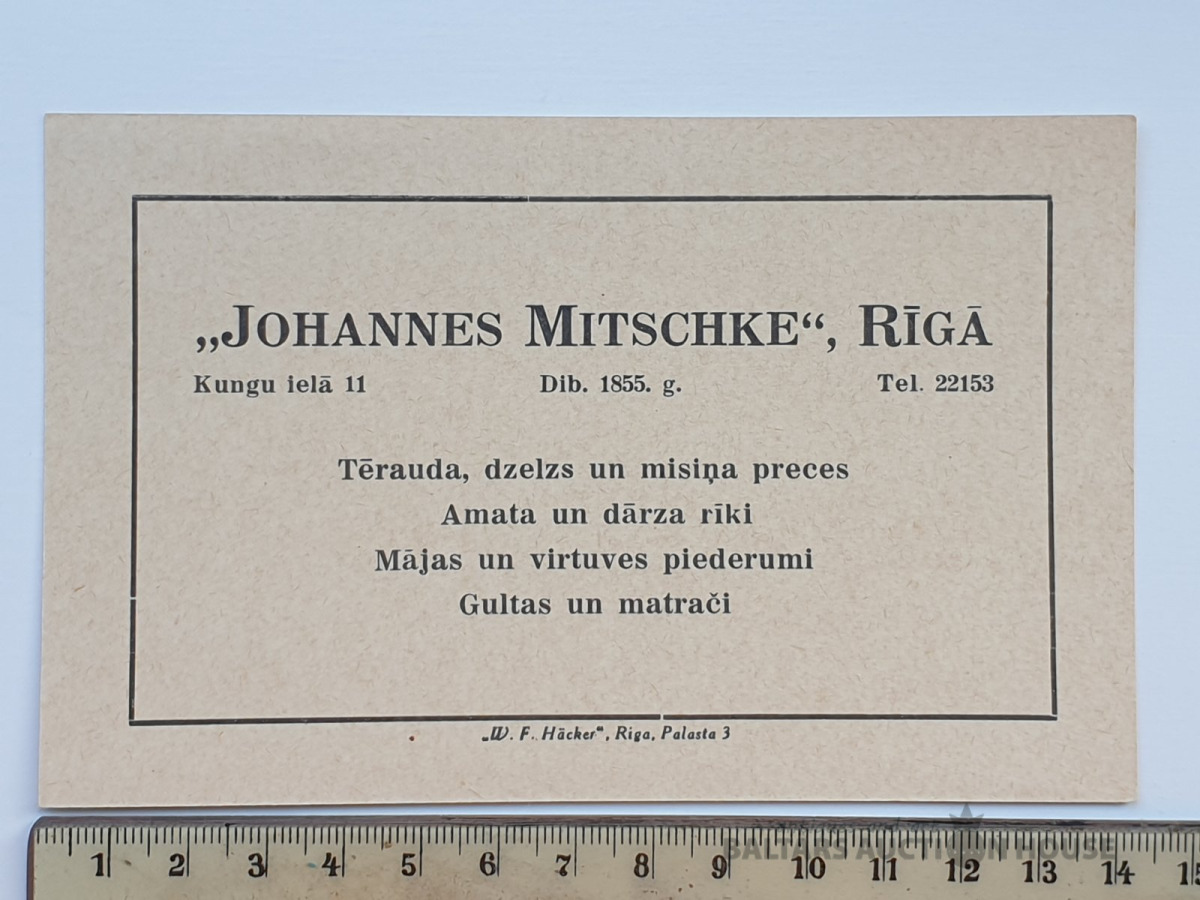 „JOHANNES MITSCHKE“, RĪGĀ
Kungu ielā 11 Dib. 1855. g. Tel. 22153
Tērauda, dzelzs un misiņa preces
Amata un dārza rīki
Mājas un virtuves piederumi
Gultas un matrači
„W. F. Häcker“, Riga, Palasta 3
BALTARS AUCTION HOUSE
1 2 3 4 5 6 7 8 9 10 11 12 13 14 15